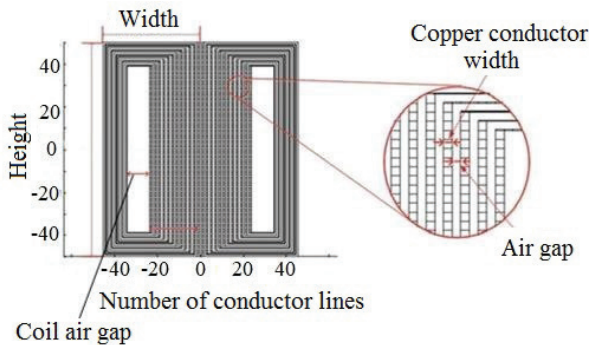 Width
Copper conductor
width
40
20
0
-20
-40
Height
-40 -20 0 20 40
Air gap
Number of conductor lines
Coil air gap